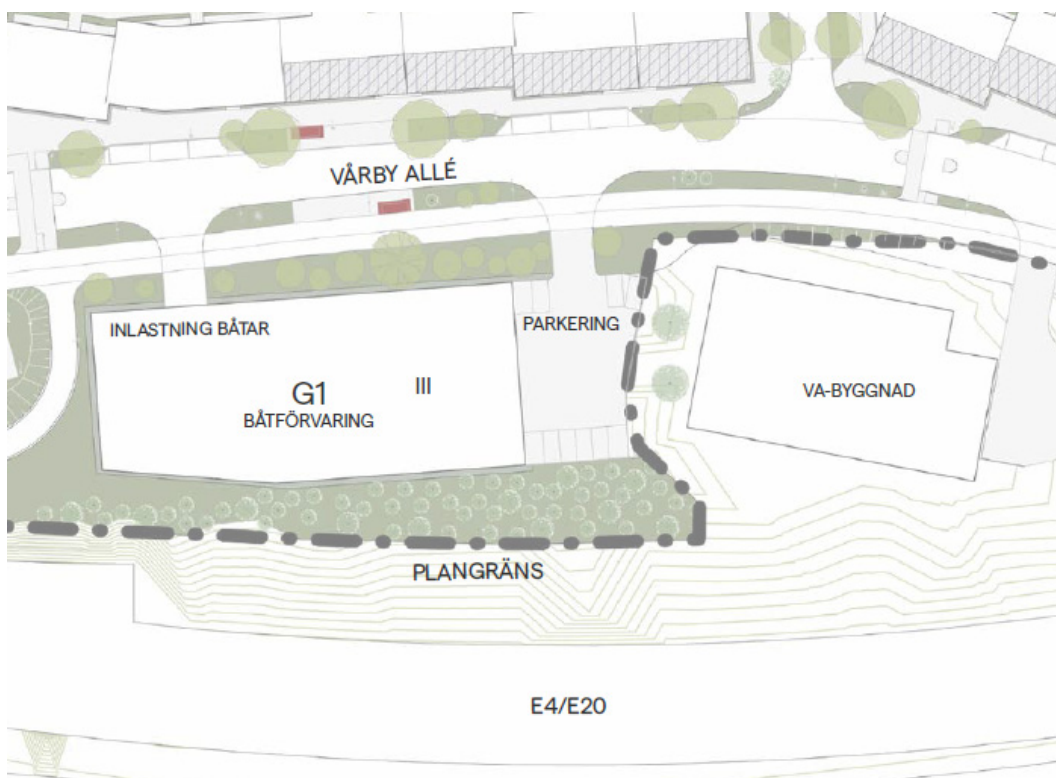 VÅRBY ALLÉ
INLASTNING BÅTAR
PARKERING
G1
III
BÅTFÖRVARING
VA-BYGGNAD
PLANGRÄNS
E4/E20